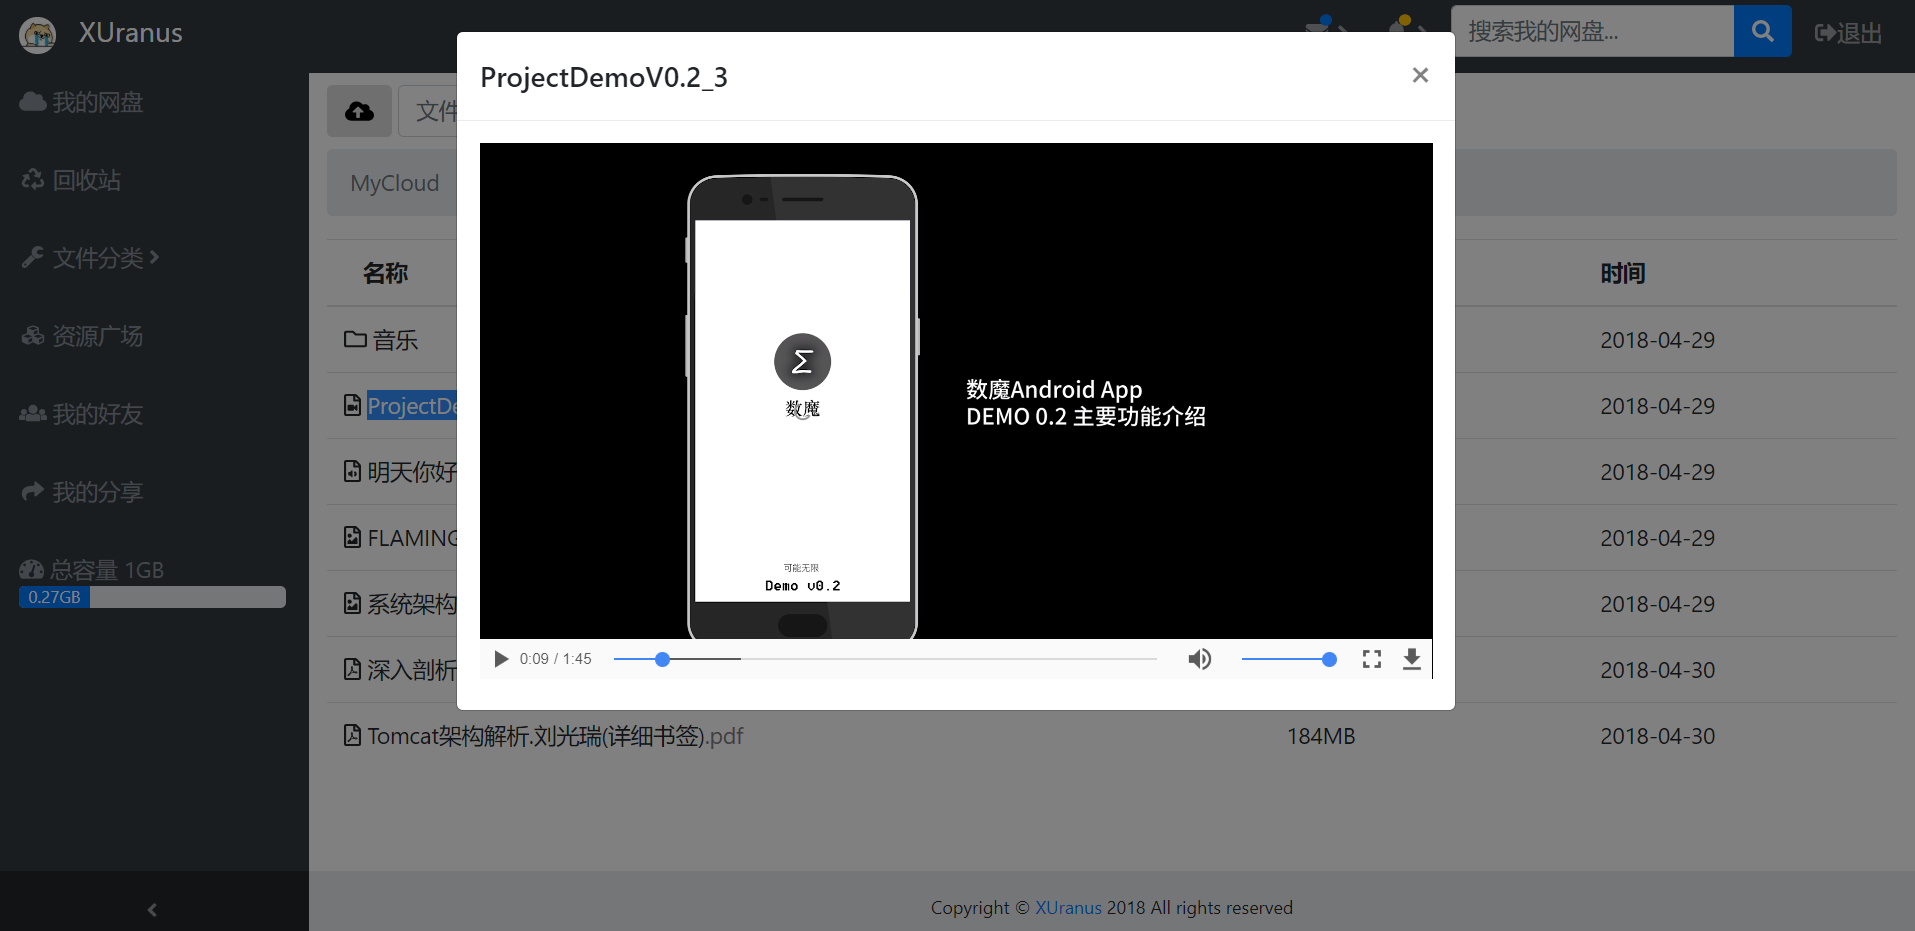 XUranus
搜索我的网盘...
退出
我的网盘
回收站
文件分类
资源广场
我的好友
我的分享
总容量 1GB
0.27GB
ProjectDemoV0.2_3
×
文件
MyCloud
名称
时间
音乐
2018-04-29
ProjectDe
2018-04-29
明天你好
2018-04-29
FLAMING
2018-04-29
系统架构
2018-04-29
深入剖析
2018-04-30
Tomcat架构解析.刘光瑞(详细书签).pdf
184MB
2018-04-30
Σ
数魔
可能无限
Demo v0.2
数魔Android App
DEMO 0.2 主要功能介绍
0:09 / 1:45
Copyright © XUranus 2018 All rights reserved